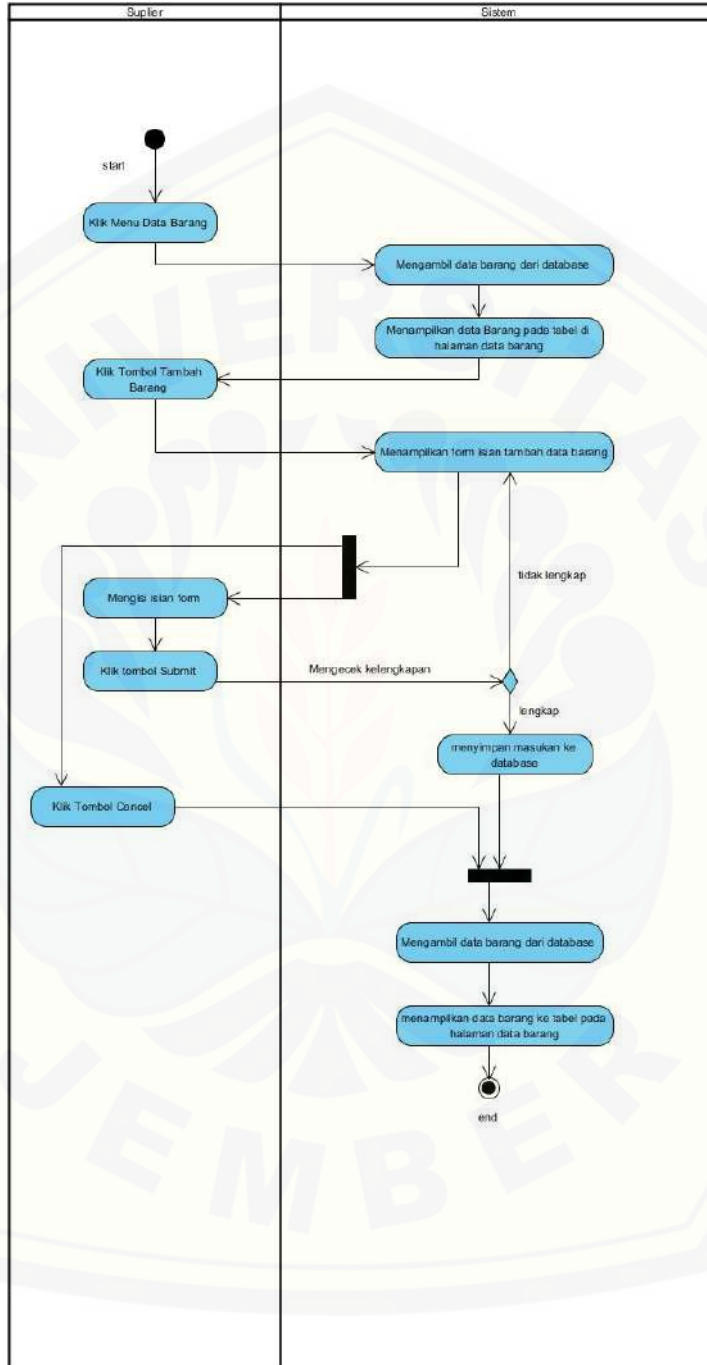 Suplier
Sistem
start
Klik Menu Data Barang
Mengambil data barang dari database
Menampilkan data Barang pada tabel di
halaman data barang
Klik Tombol Tambah
Barang
Menampilkan form isian tambah data barang
tidak lengkap
Mengisi isian form
Klik tombol Submit
Mengecek kelengkapan
lengkap
menyimpan masukan ke
database
Klik Tombol Cancel
Mengambil data barang dari database
menampilkan data barang ke tabel pada
halaman data barang
end
UNIVERSITAS
JEMBER